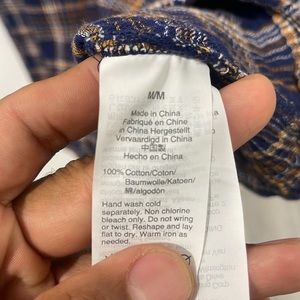 M/M
Made in China
Fabriqué en Chine
in China Hergestellt
Vervaardigd in China
中国製
Hecho en China
100% Cotton/Coton/
Baumwolle/Katoen/
綿/algodón
Hand wash cold
separately. Non chlorine
bleach only. Do not wring
or twist. Reshape and lay
flat to dry. Warm iron as
needed.